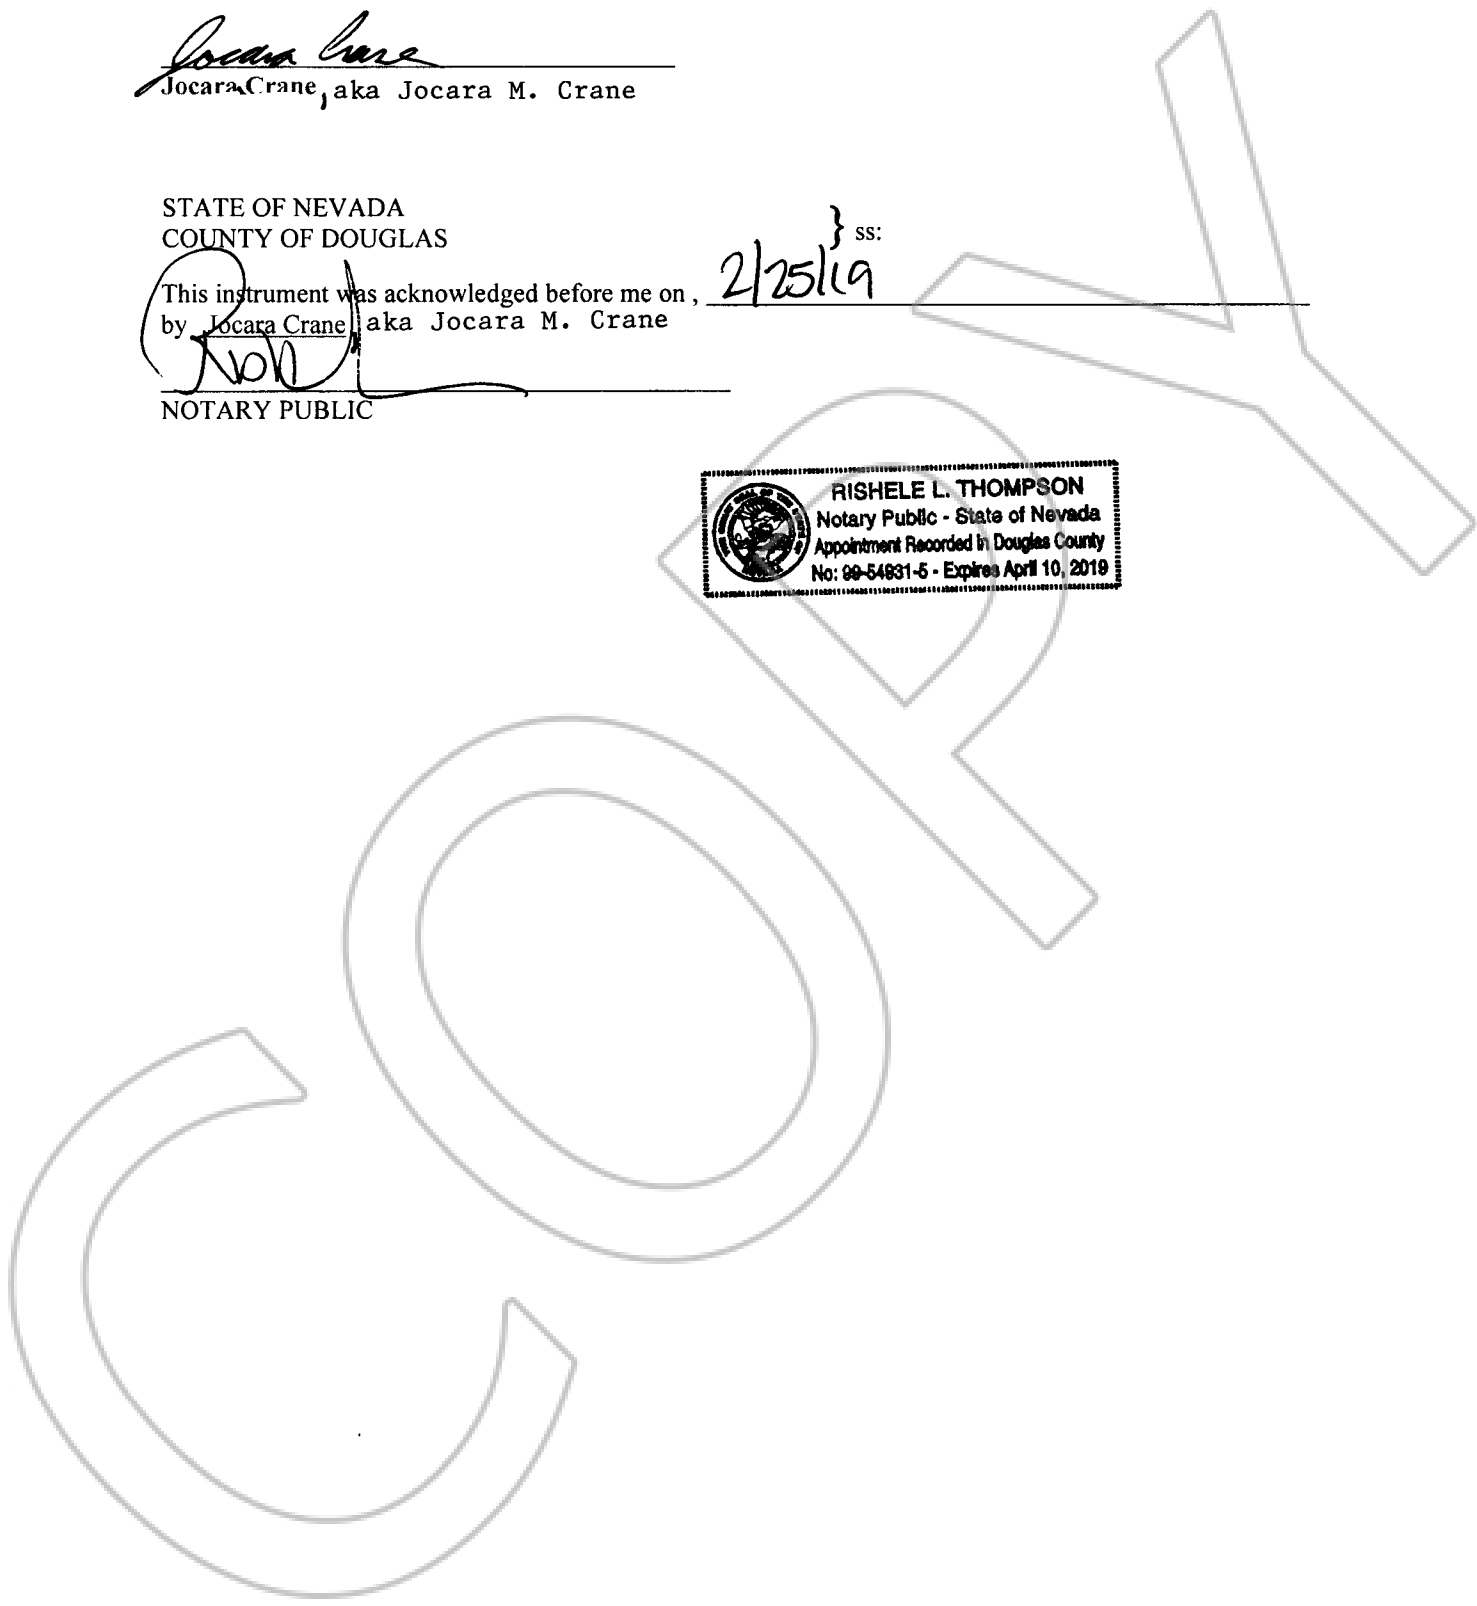 Jocara Crane
Jocara Crane, aka Jocara M. Crane
STATE OF NEVADA
COUNTY OF DOUGLAS
} ss:
This instrument was acknowledged before me on , 2/25/19
by Jocara Crane aka Jocara M. Crane
NOTARY PUBLIC
RISHELE L. THOMPSON
Notary Public - State of Nevada
Appointment Recorded in Douglas County
No: 99-54931-5 - Expires April 10, 2019
COPY